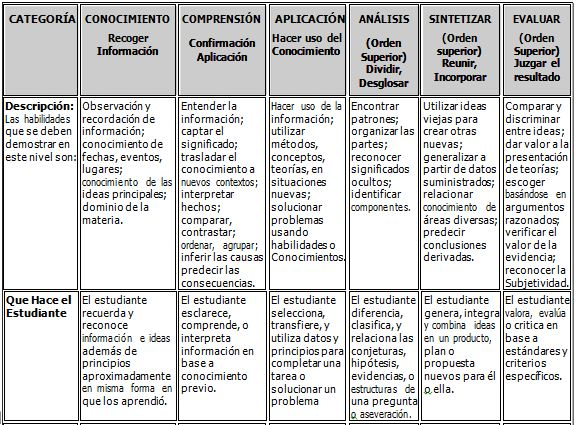 CATEGORÍA
CONOCIMIENTO
Recoger
Información
COMPRENSIÓN
Confirmación
Aplicación
APLICACIÓN
Hacer uso del
Conocimiento
ANÁLISIS
(Orden
Superior)
Dividir,
Desglosar
SINTETIZAR
(Orden
superior)
Reunir,
Incorporar
EVALUAR
(Orden
Superior)
Juzgar el
resultado
Descripción:
Las habilidades
que se deben
demostrar en
este nivel son:
Observación y
recordación de
información;
conocimiento de
fechas, eventos,
lugares;
conocimiento de las
ideas principales;
dominio de la
materia.
Entender la
información;
captar el
significado;
trasladar el
conocimiento a
nuevos contextos;
interpretar
hechos;
comparar,
contrastar;
ordenar, agrupar;
inferir las causas
predecir las
consecuencias.
Hacer uso de la
información;
utilizar
métodos,
conceptos,
teorías, en
situaciones
nuevas;
solucionar
problemas
usando
habilidades o
Conocimientos.
Encontrar
patrones;
organizar las
partes;
reconocer
significados
ocultos;
identificar
componentes.
Utilizar ideas
viejas para
crear otras
nuevas;
generalizar a
partir de datos
suministrados;
relacionar
conocimiento de
áreas diversas;
predecir
conclusiones
derivadas.
Comparar y
discriminar
entre ideas;
dar valor a la
presentación
de teorías;
escoger
basándose en
argumentos
razonados;
verificar el
valor de la
evidencia;
reconocer la
Subjetividad.
Que Hace el
Estudiante
El estudiante
recuerda y
reconoce
información e ideas
además de
principios
aproximadamente
en misma forma en
que los aprendió.
El estudiante
esclarece,
comprende, o
interpreta
información en
base a
conocimiento
previo.
El estudiante
selecciona,
transfiere, y
utiliza datos y
principios para
completar una
tarea o
solucionar un
problema
El estudiante
diferencia,
clasifica, y
relaciona las
conjeturas,
hipótesis,
evidencias, o
estructuras de
una pregunta
o aseveración.
El estudiante
genera, integra
y combina ideas
en un producto,
plan o
propuesta
nuevos para él
o ella.
El estudiante
valora, evalúa
o critica en
base a
estándares y
criterios
específicos.